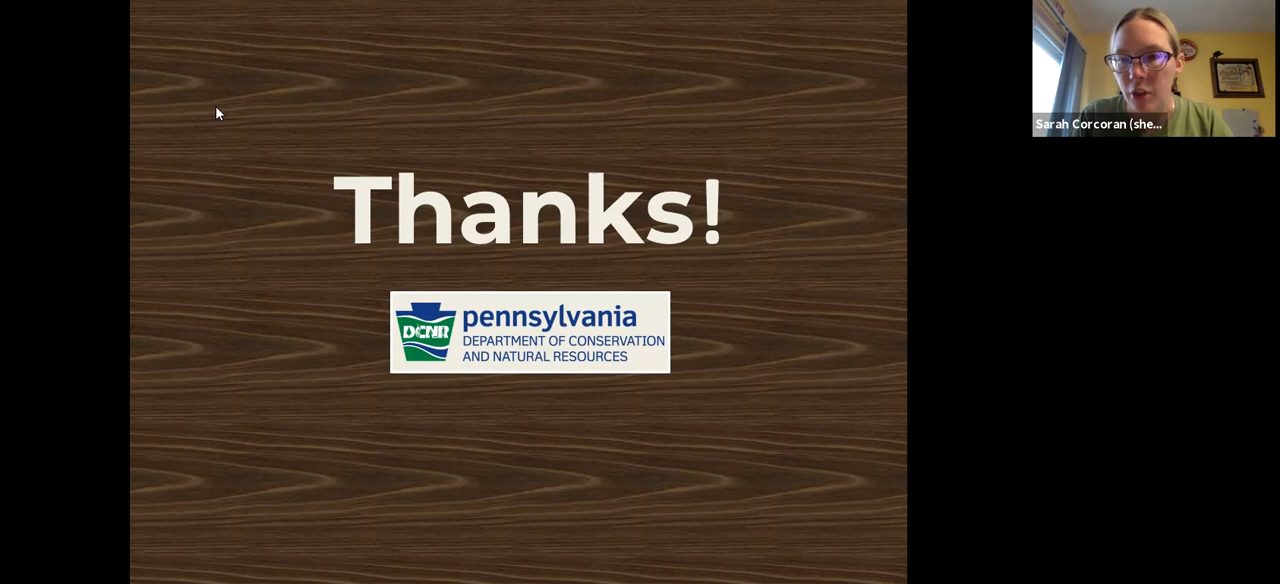 Thanks!
DCNR
pennsylvania
DEPARTMENT OF CONSERVATION
AND NATURAL RESOURCES
Sarah Corcoran (she...